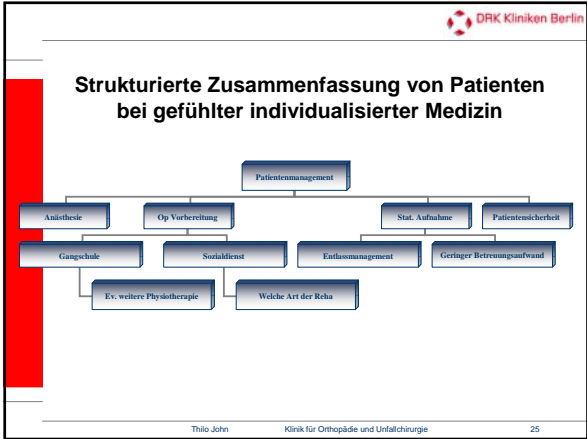 DRK Kliniken Berlin
Strukturierte Zusammenfassung von Patienten
bei gefühlter individualisierter Medizin
Patientenmanagement
Anästhesie
Op Vorbereitung
Stat. Aufnahme
Patientensicherheit
Gangschule
Sozialdienst
Entlassmanagement
Geringer Betreuungsaufwand
Ev. weitere Physiotherapie
Welche Art der Reha
Thilo John
Klinik für Orthopädie und Unfallchirurgie
25